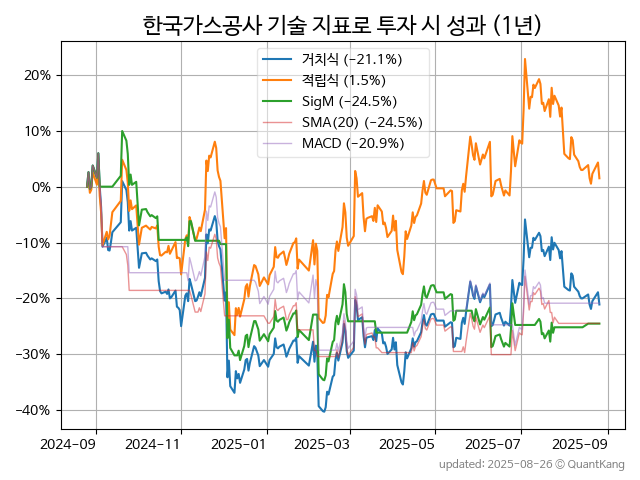 한국가스공사 기술 지표로 투자 시 성과 (1년)
거치식 (−21.1%)
적립식 (1.5%)
SigM (−24.5%)
SMA(20) (−24.5%)
MACD (−20.9%)
20%
10%
0%
−10%
−20%
−30%
−40%
2024-09 2024-11 2025-01 2025-03 2025-05 2025-07 2025-09
updated: 2025-08-26 ⓒ QuantKang